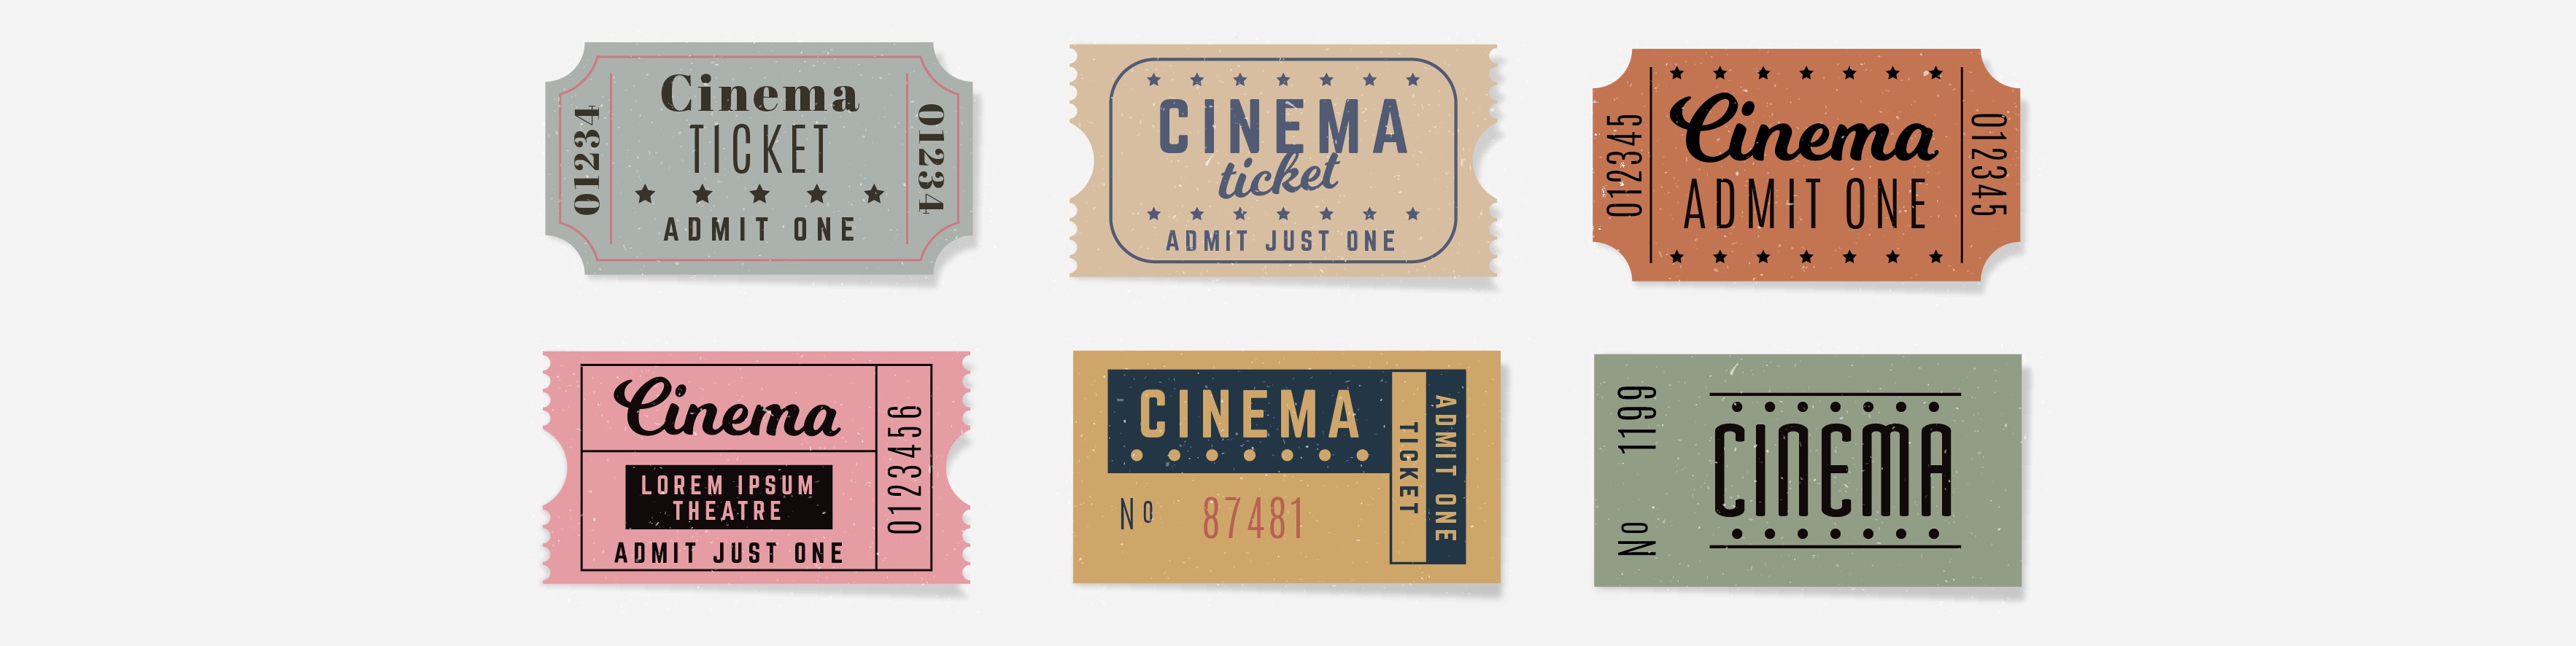 01234
Cinema
TICKET
ADMIT ONE
01234
CINEMA
ticket
ADMIT JUST ONE
012345
Cinema
ADMIT ONE
012345
Cinema
LOREM IPSUM
THEATRE
ADMIT JUST ONE
0123456
CINEMA
No 87481
TICKET
ADMIT ONE
No 1199
CINEMA